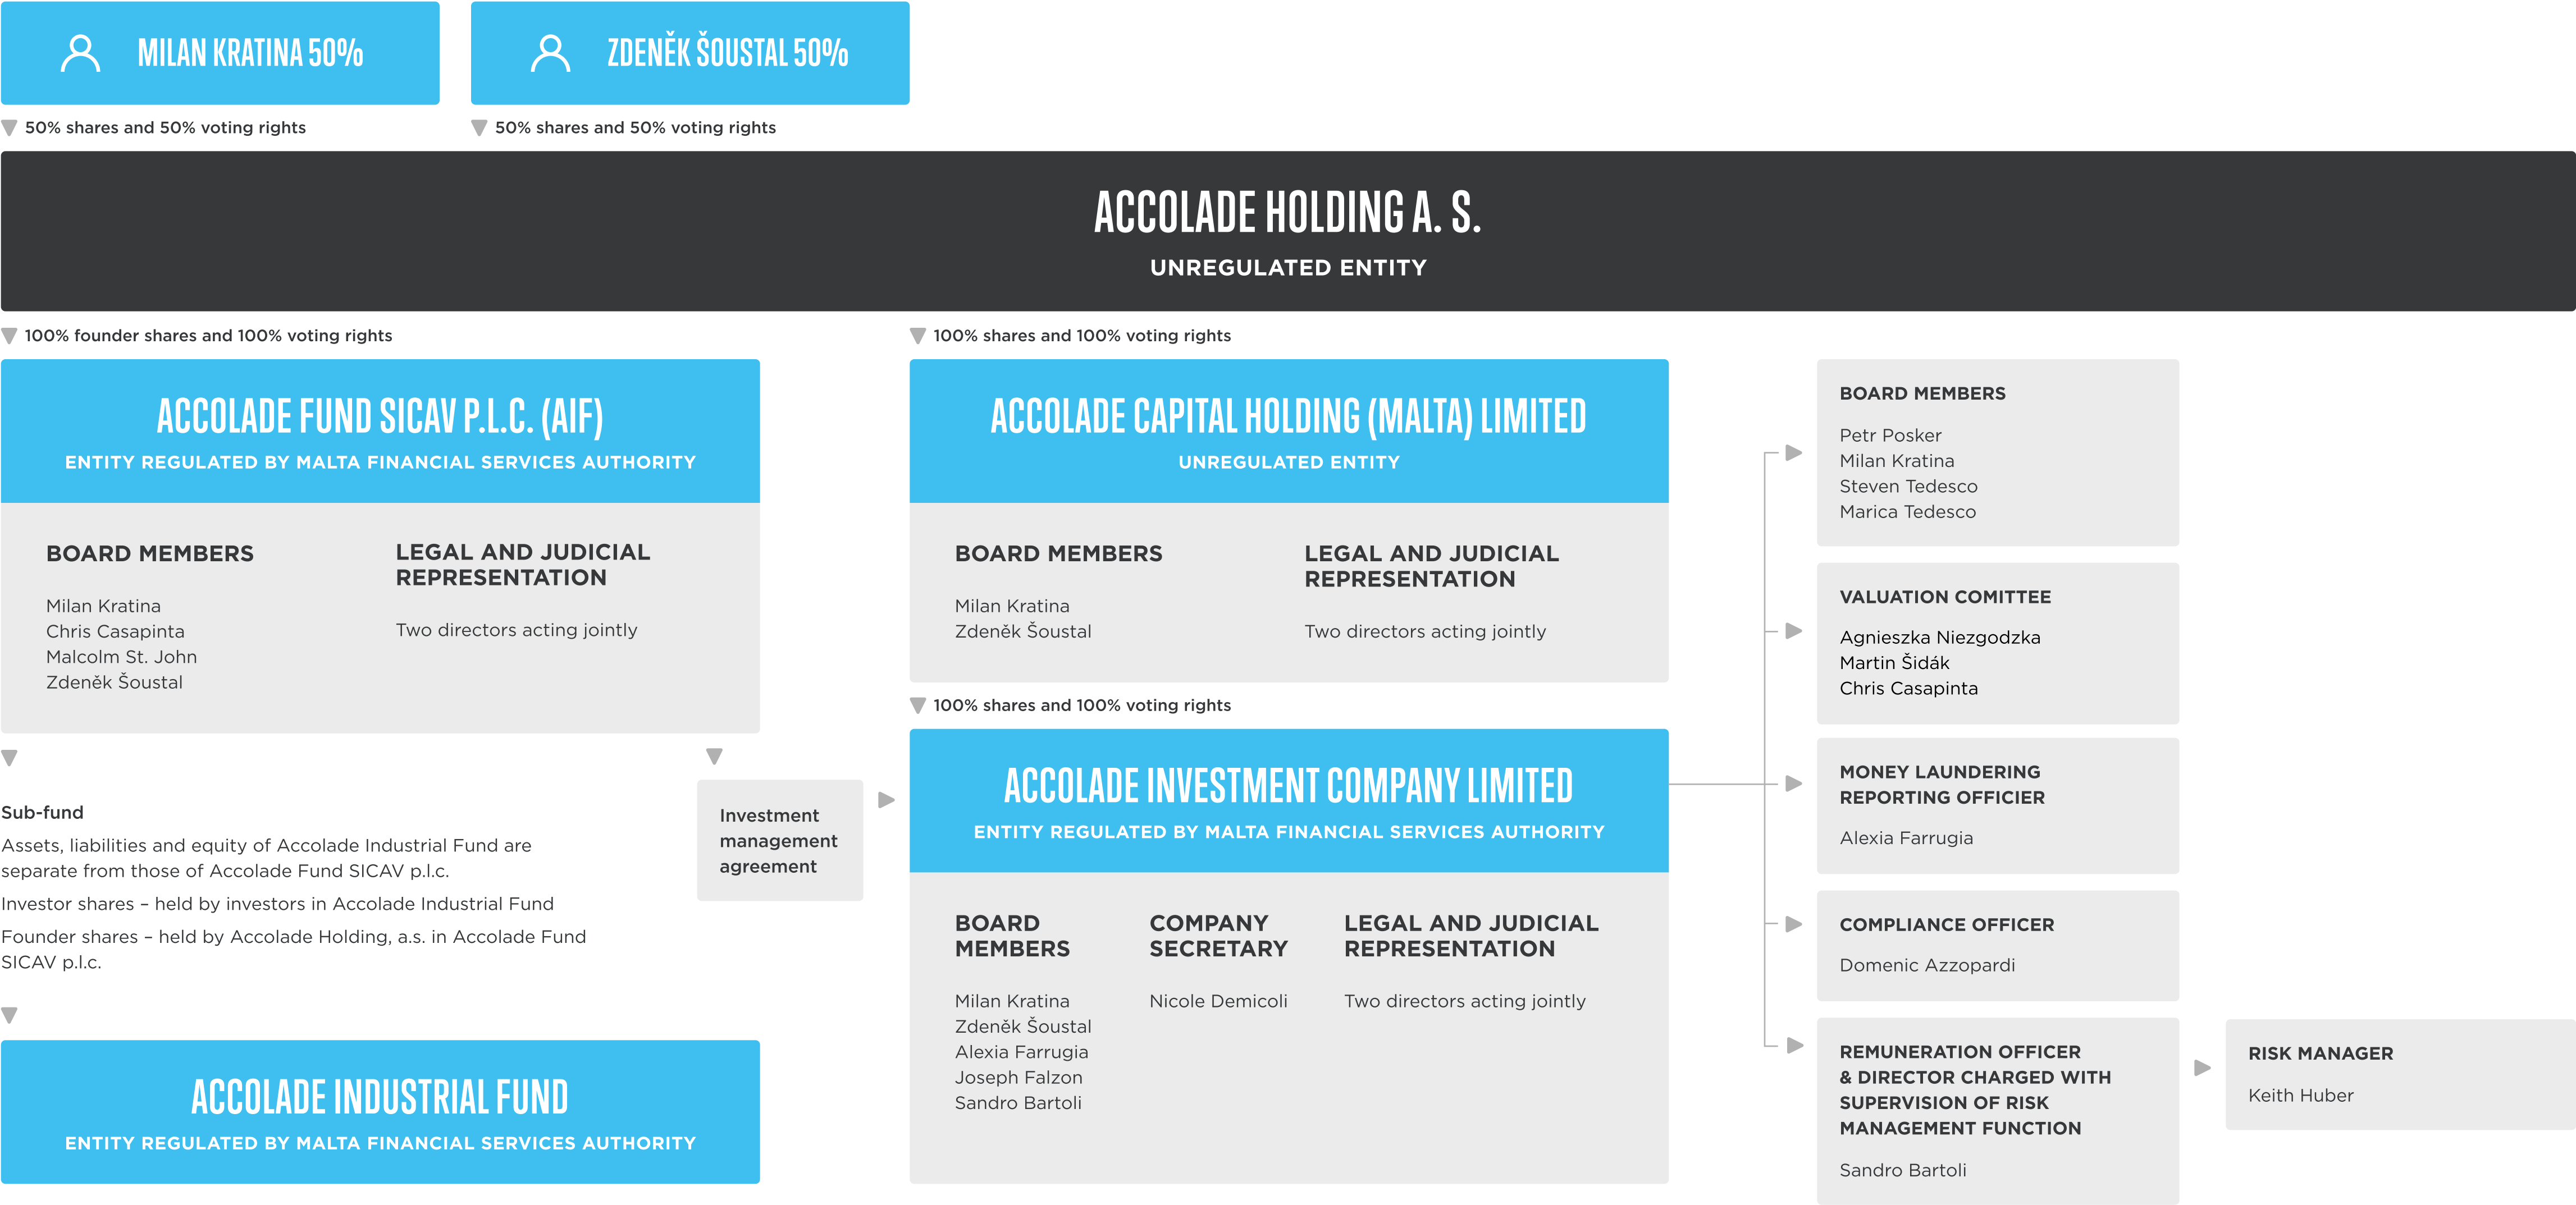 MILAN KRATINA 50%
ZDENĚK ŠOUSTAL 50%
50% shares and 50% voting rights
50% shares and 50% voting rights
ACCOLADE HOLDING A. S.
UNREGULATED ENTITY
100% founder shares and 100% voting rights
ACCOLADE FUND SICAV P.L.C. (AIF)
ENTITY REGULATED BY MALTA FINANCIAL SERVICES AUTHORITY
BOARD MEMBERS
Milan Kratina
Chris Casapinta
Malcolm St. John
Zdeněk Šoustal
LEGAL AND JUDICIAL
REPRESENTATION
Two directors acting jointly
Sub-fund
Assets, liabilities and equity of Accolade Industrial Fund are
separate from those of Accolade Fund SICAV p.l.c.
Investor shares – held by investors in Accolade Industrial Fund
Founder shares – held by Accolade Holding, a.s. in Accolade Fund
SICAV p.l.c.
ACCOLADE INDUSTRIAL FUND
ENTITY REGULATED BY MALTA FINANCIAL SERVICES AUTHORITY
Investment
management
agreement
100% shares and 100% voting rights
ACCOLADE CAPITAL HOLDING (MALTA) LIMITED
UNREGULATED ENTITY
BOARD MEMBERS
Milan Kratina
Zdeněk Šoustal
LEGAL AND JUDICIAL
REPRESENTATION
Two directors acting jointly
100% shares and 100% voting rights
ACCOLADE INVESTMENT COMPANY LIMITED
ENTITY REGULATED BY MALTA FINANCIAL SERVICES AUTHORITY
BOARD
MEMBERS
Milan Kratina
Zdeněk Šoustal
Alexia Farrugia
Joseph Falzon
Sandro Bartoli
COMPANY
SECRETARY
Nicole Demicoli
LEGAL AND JUDICIAL
REPRESENTATION
Two directors acting jointly
BOARD MEMBERS
Petr Posker
Milan Kratina
Steven Tedesco
Marica Tedesco
VALUATION COMITTEE
Agnieszka Niezgodzka
Martin Šidák
Chris Casapinta
MONEY LAUNDERING
REPORTING OFFICIER
Alexia Farrugia
COMPLIANCE OFFICER
Domenic Azzopardi
REMUNERATION OFFICER
& DIRECTOR CHARGED WITH
SUPERVISION OF RISK
MANAGEMENT FUNCTION
Sandro Bartoli
RISK MANAGER
Keith Huber